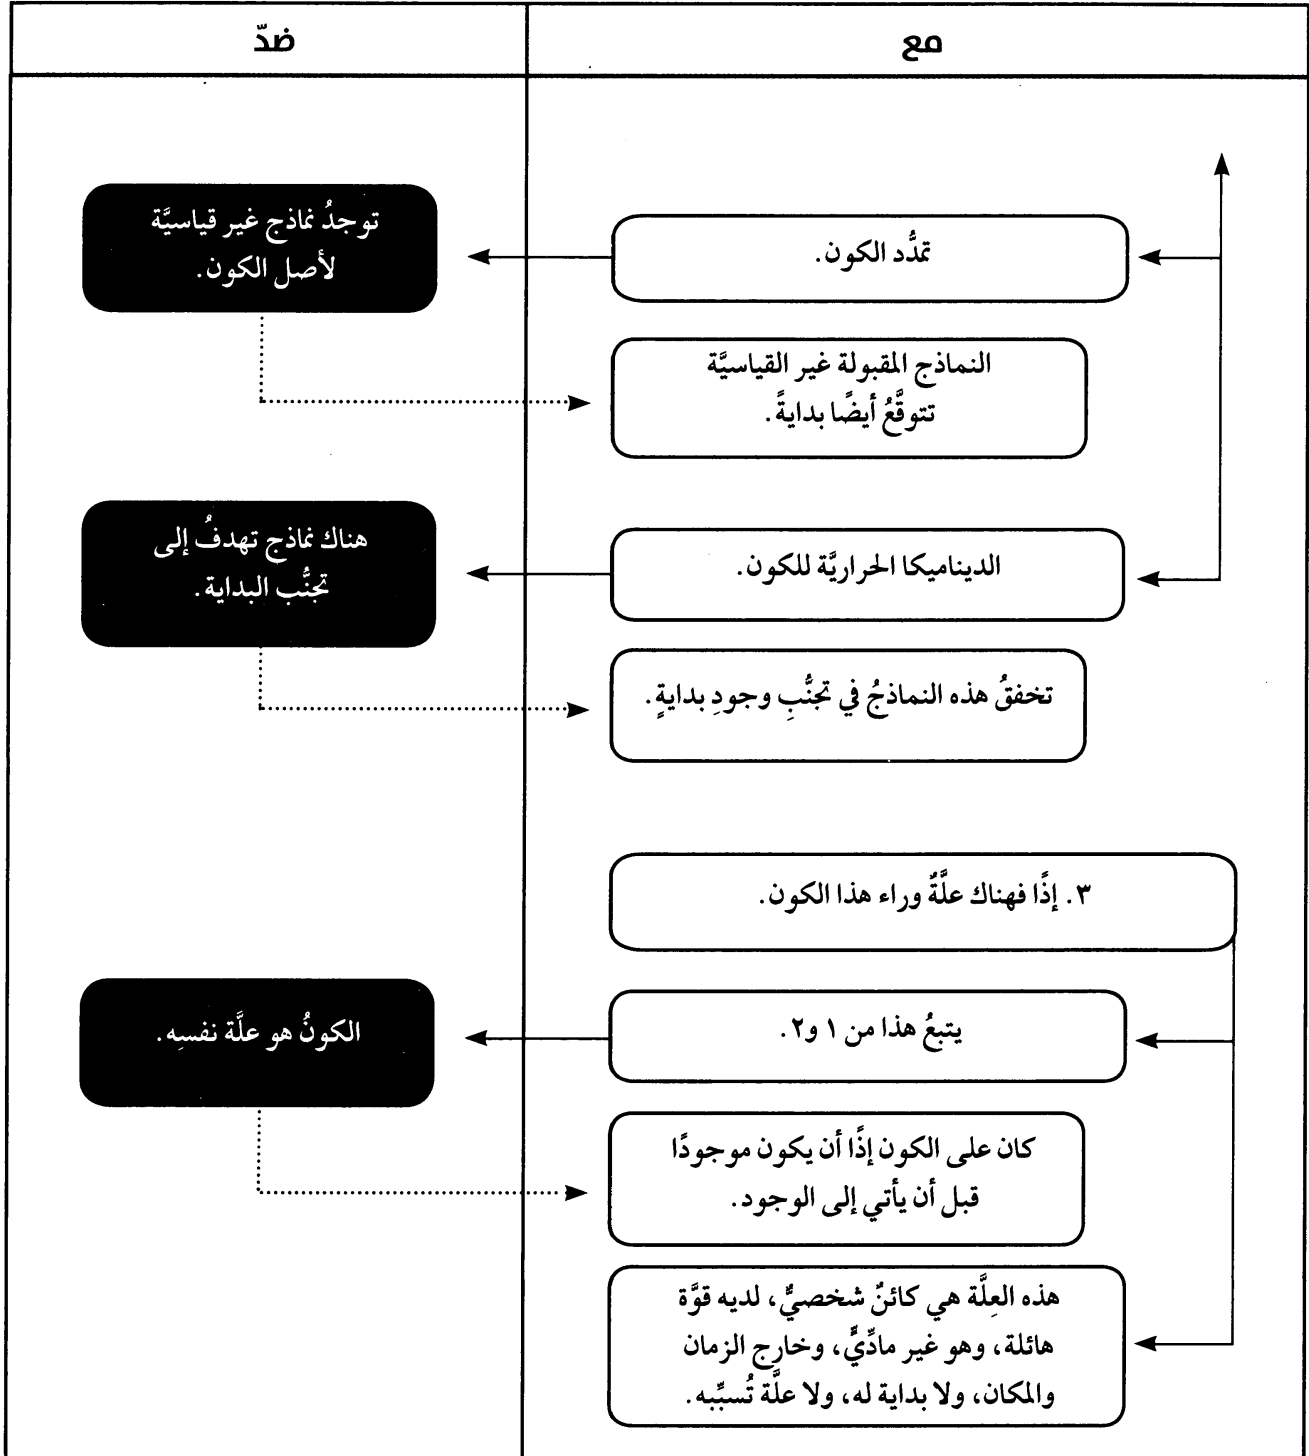 مع
ضدّ
تمدُّد الكون.
توجدُ نماذج غير قياسيَّة
لأصل الكون.
النماذج المقبولة غير القياسيَّة
تتوقَّعُ أيضًا بدايةً.
الديناميكا الحراريَّة للكون.
هناك نماذج تهدفُ إلى
تجنُّب البداية.
تخفقُ هذه النماذجُ في تجنُّبِ وجودِ بدايةٍ.
٣. إذًا فهناك علَّةٌ وراء هذا الكون.
يتبعُ هذا من ١ و٢.
الكونُ هو علَّة نفسِه.
كان على الكون إذًا أن يكون موجودًا
قبل أن يأتي إلى الوجود.
هذه العِلَّة هي كائنٌ شخصيٌّ، لديه قوَّة
هائلة، وهو غير مادِّيٍّ، وخارج الزمان
والمكان، ولا بداية له، ولا علَّة تُسبِّبه.